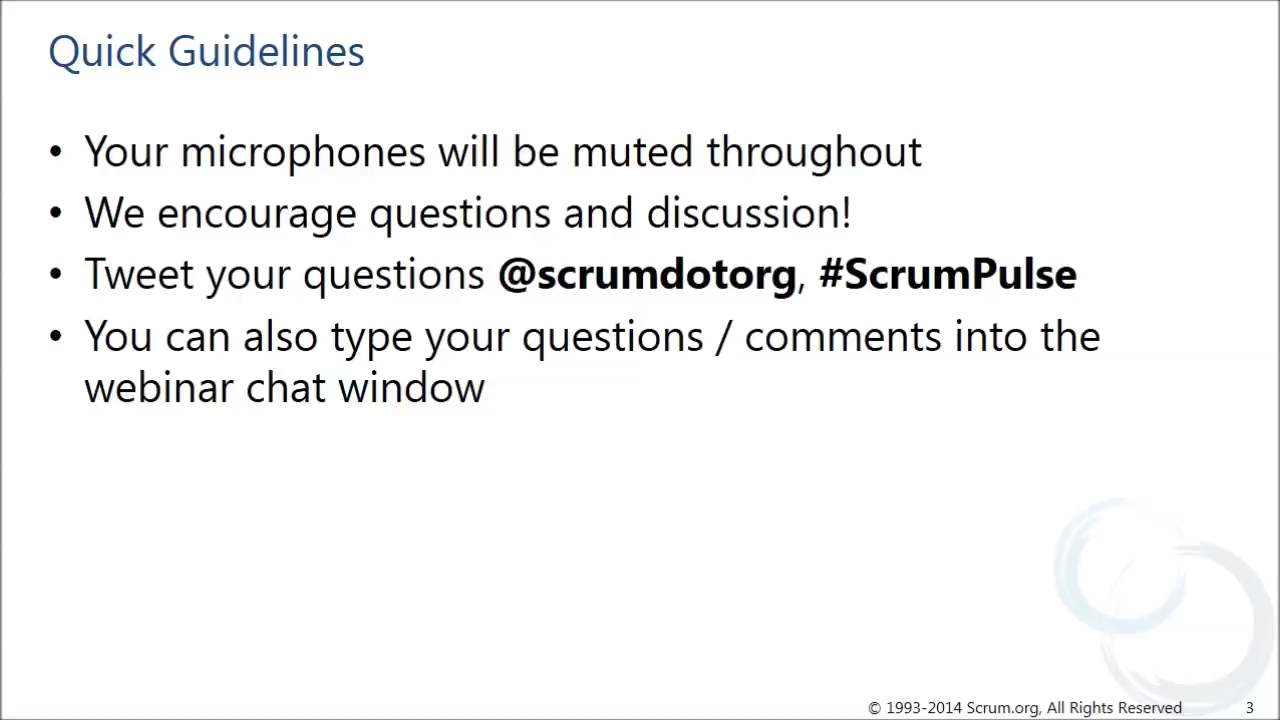 Quick Guidelines
• Your microphones will be muted throughout
• We encourage questions and discussion!
• Tweet your questions @scrumdotorg, #ScrumPulse
• You can also type your questions / comments into the
webinar chat window
© 1993-2014 Scrum.org, All Rights Reserved 3